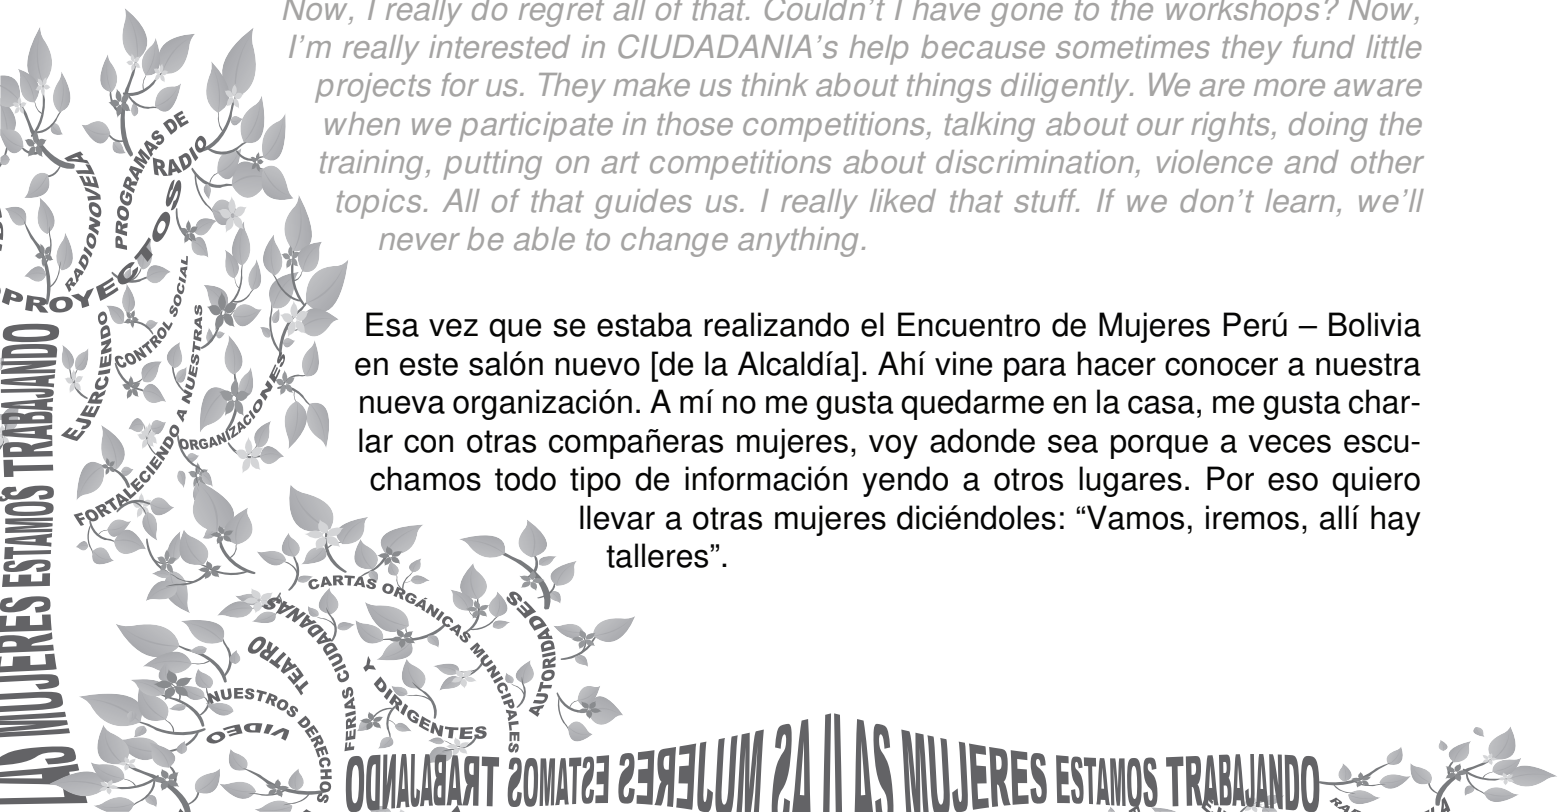 Now, I really do regret all of that. Couldn’t I have gone to the workshops? Now,
I’m really interested in CIUDADANIA’s help because sometimes they fund little
projects for us. They make us think about things diligently. We are more aware
when we participate in those competitions, talking about our rights, doing the
training, putting on art competitions about discrimination, violence and other
topics. All of that guides us. I really liked that stuff. If we don’t learn, we’ll
never be able to change anything.
Esa vez que se estaba realizando el Encuentro de Mujeres Perú – Bolivia
en este salón nuevo [de la Alcaldía]. Ahí vine para hacer conocer a nuestra
nueva organización. A mí no me gusta quedarme en la casa, me gusta char-
lar con otras compañeras mujeres, voy adonde sea porque a veces escu-
chamos todo tipo de información yendo a otros lugares. Por eso quiero
llevar a otras mujeres diciéndoles: “Vamos, iremos, allí hay
talleres”.
PROGRAMAS DE
RADIO
RADIONOVELA
PROYECTOS
EJERCIENDO
CONTROL SOCIAL
FORTALECIENDO A NUESTRAS
ORGANIZACIONES
LAS MUJERES ESTAMOS TRABAJANDO
CARTAS ORGÁNICAS MUNICIPALES
AUTORIDADES
Y DIRIGENTES
FERIAS CIUDADANAS
TEATRO
NUESTROS DERECHOS
VIDEO
LAS MUJERES ESTAMOS TRABAJANDO
LAS MUJERES ESTAMOS TRABAJANDO